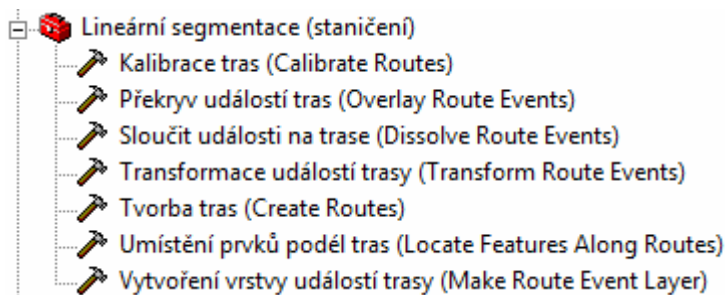 Lineární segmentace (staničení)
Kalibrace tras (Calibrate Routes)
Překryv událostí tras (Overlay Route Events)
Sloučit události na trase (Dissolve Route Events)
Transformace událostí trasy (Transform Route Events)
Tvorba tras (Create Routes)
Umístění prvků podél tras (Locate Features Along Routes)
Vytvoření vrstvy událostí trasy (Make Route Event Layer)